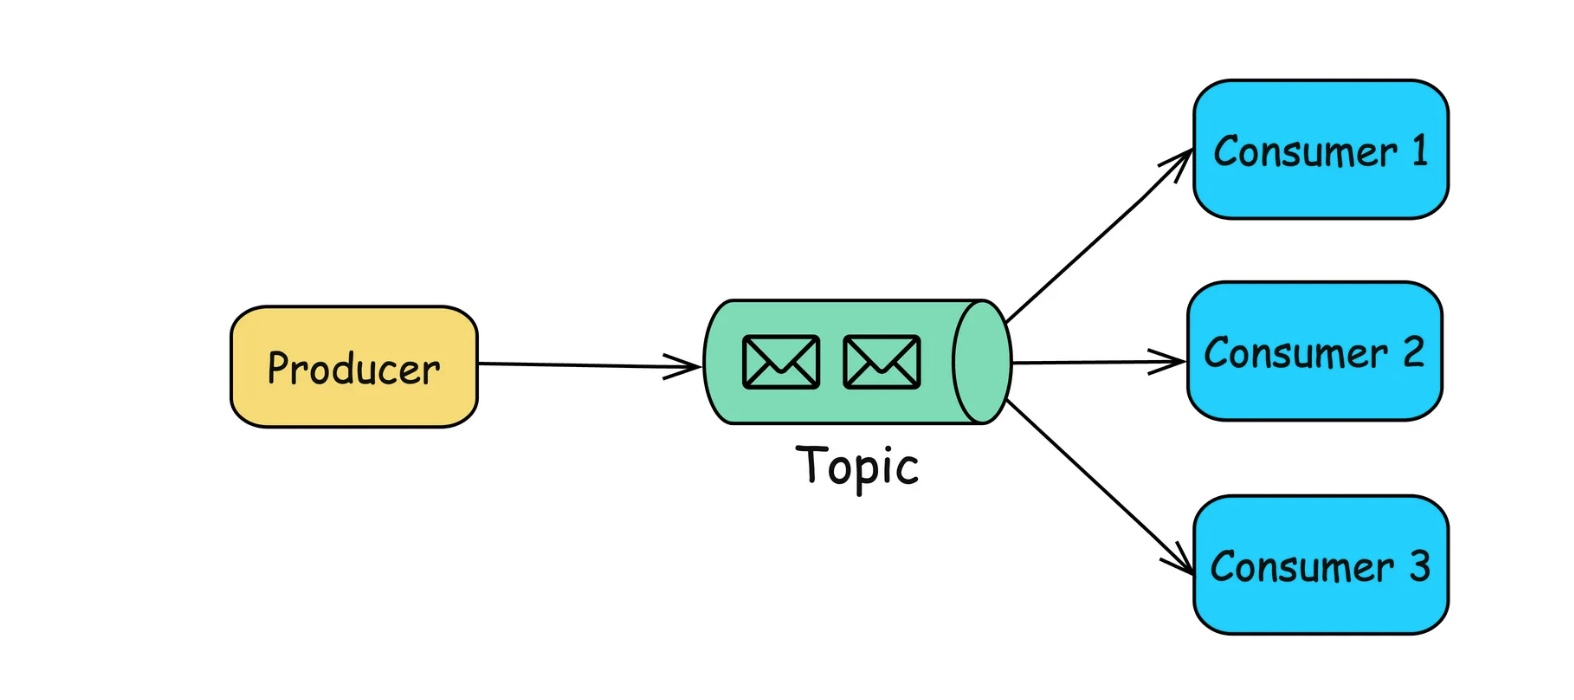 Producer
Topic
Consumer 1
Consumer 2
Consumer 3